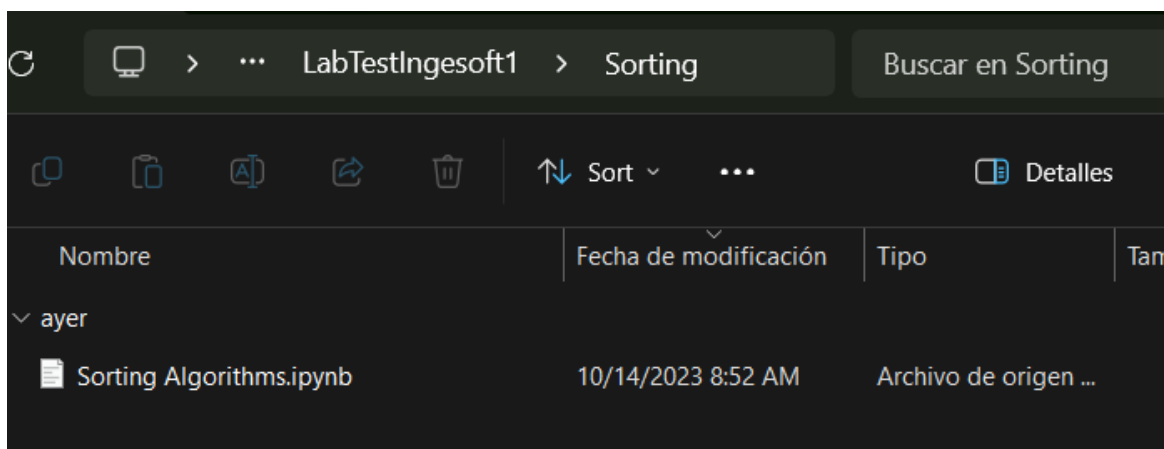 LabTestIngesoft1 > Sorting
Buscar en Sorting
Sort
Detalles
Nombre
Fecha de modificación
Tipo
ayer
Sorting Algorithms.ipynb
10/14/2023 8:52 AM
Archivo de origen ...